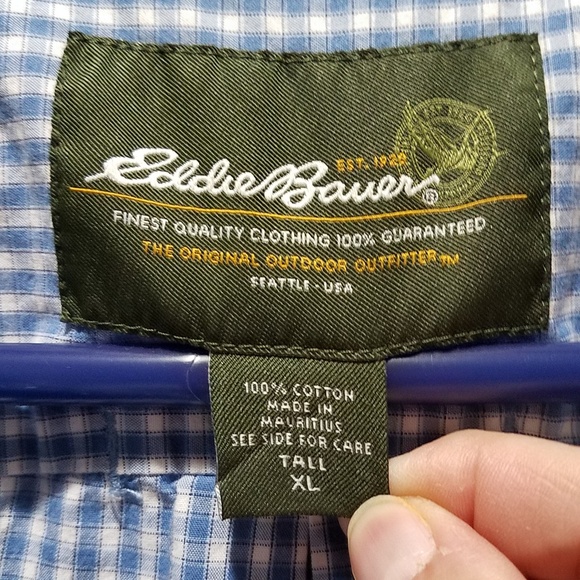 EST. 1920
Eddie Bauer®
FINEST QUALITY CLOTHING 100% GUARANTEED
THE ORIGINAL OUTDOOR OUTFITTER™
SEATTLE - USA
100% COTTON
MADE IN
MAURITIUS
SEE SIDE FOR CARE
TALL
XL